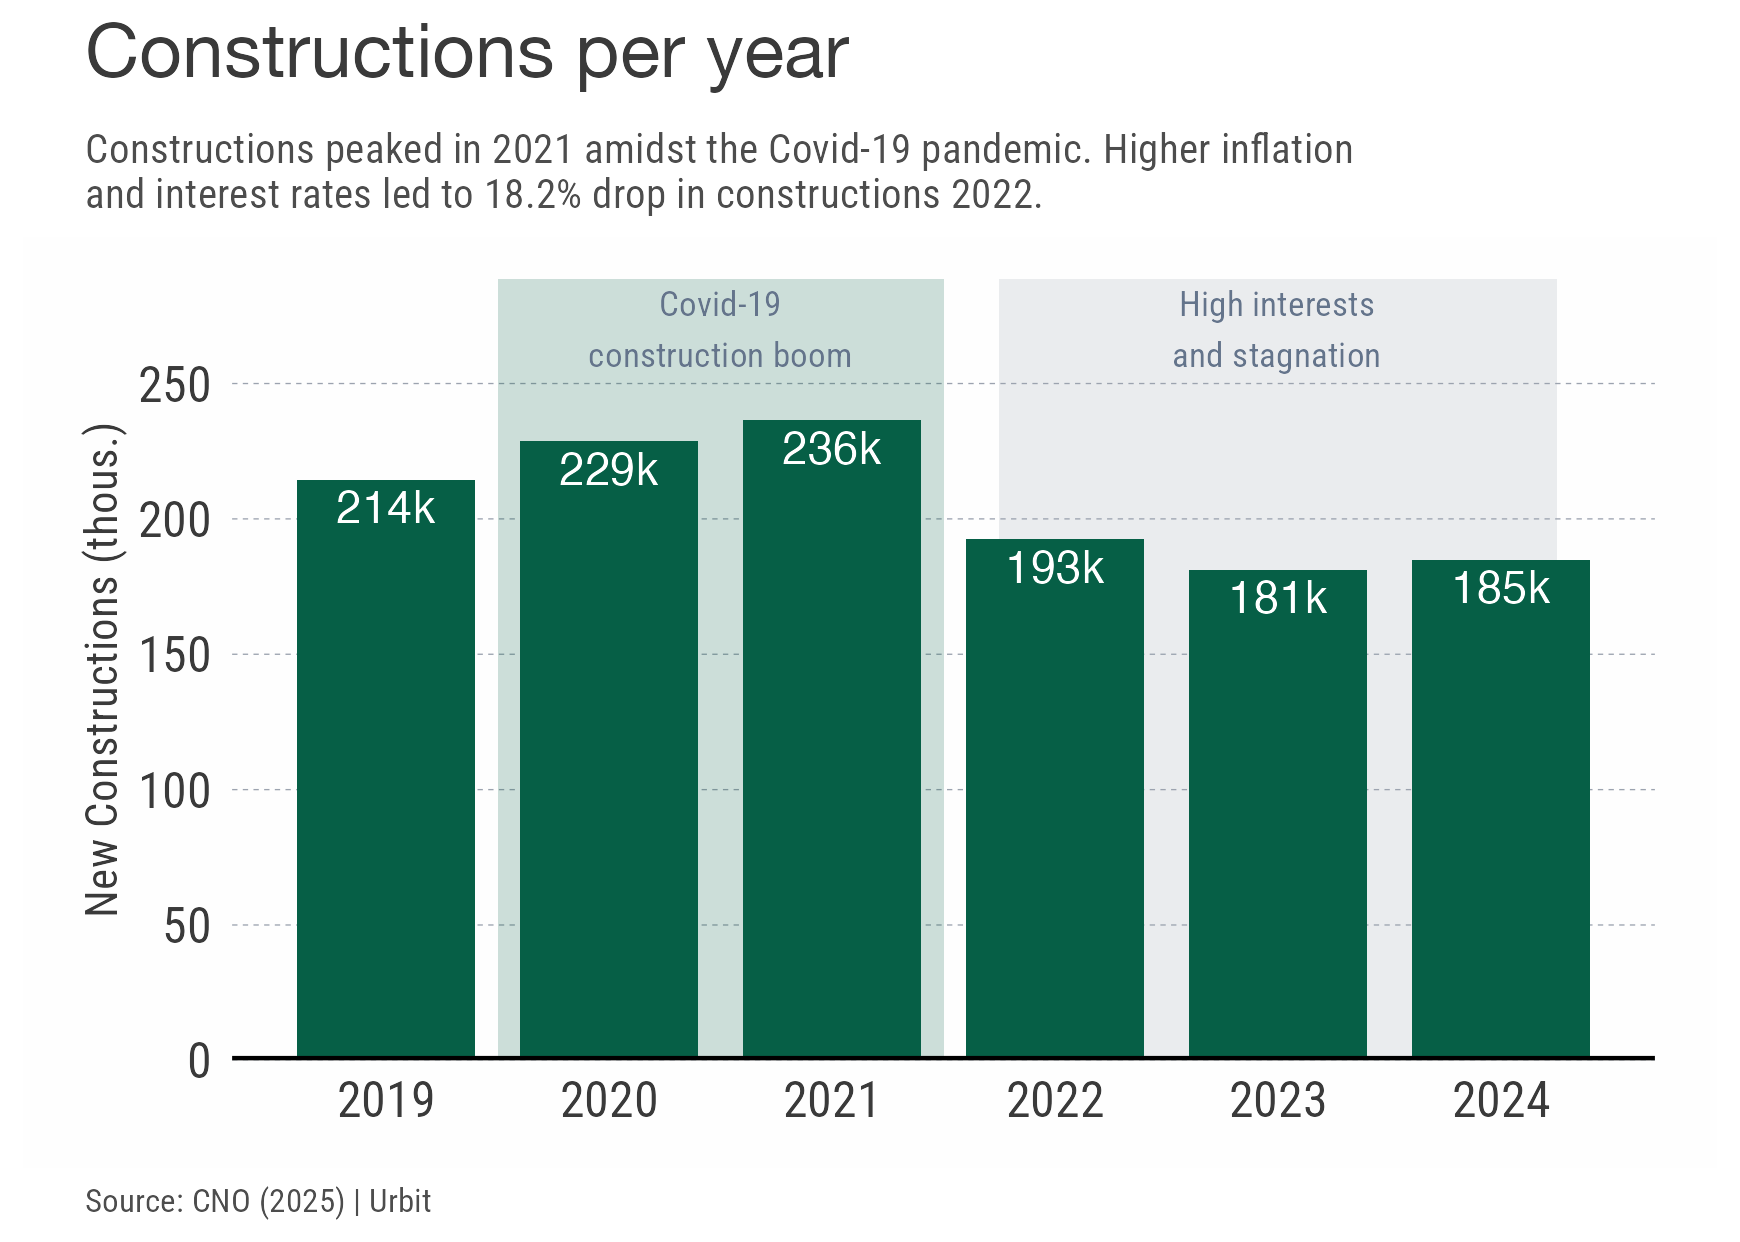 Constructions per year
Constructions peaked in 2021 amidst the Covid-19 pandemic. Higher inflation
and interest rates led to 18.2% drop in constructions 2022.
Covid-19
construction boom
High interests
and stagnation
New Constructions (thous.)
250
200
150
100
50
0
214k
229k
236k
193k
181k
185k
2019
2020
2021
2022
2023
2024
Source: CNO (2025) | Urbit